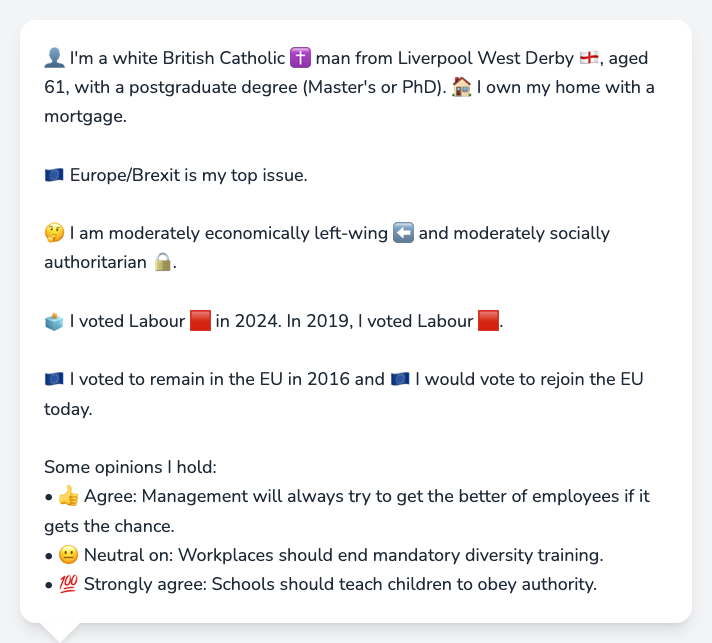 👤 I'm a white British Catholic ✝️ man from Liverpool West Derby 🏴󠁧󠁢󠁥󠁮󠁧󠁿, aged
61, with a postgraduate degree (Master's or PhD). 🏠 I own my home with a
mortgage.
🇪🇺 Europe/Brexit is my top issue.
🤔 I am moderately economically left-wing ⬅️ and moderately socially
authoritarian 🔒.
🗳️ I voted Labour 🟥 in 2024. In 2019, I voted Labour 🟥.
🇪🇺 I voted to remain in the EU in 2016 and 🇪🇺 I would vote to rejoin the EU
today.
Some opinions I hold:
• 👍 Agree: Management will always try to get the better of employees if it
gets the chance.
• 😐 Neutral on: Workplaces should end mandatory diversity training.
• 💯 Strongly agree: Schools should teach children to obey authority.